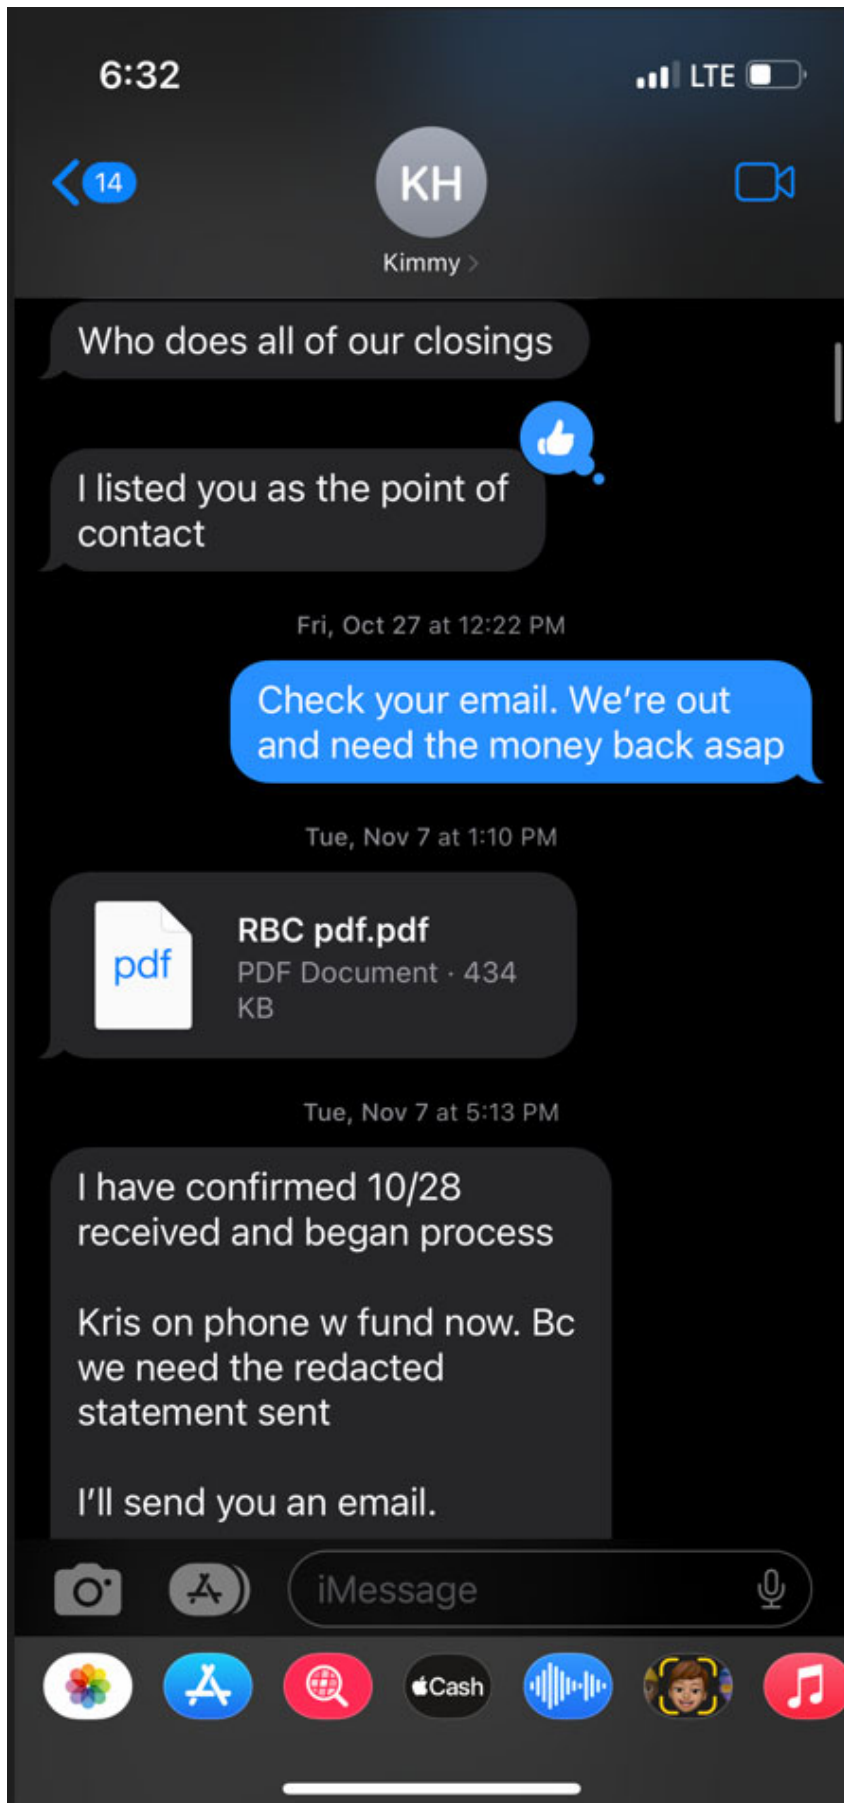 6:32
LTE
14
KH
Kimmy
Who does all of our closings
I listed you as the point of
contact
Fri, Oct 27 at 12:22 PM
Check your email. We're out
and need the money back asap
Tue, Nov 7 at 1:10 PM
pdf
RBC pdf.pdf
PDF Document · 434
KB
Tue, Nov 7 at 5:13 PM
I have confirmed 10/28
received and began process
Kris on phone w fund now. Bc
we need the redacted
statement sent
I'll send you an email.
iMessage
Cash